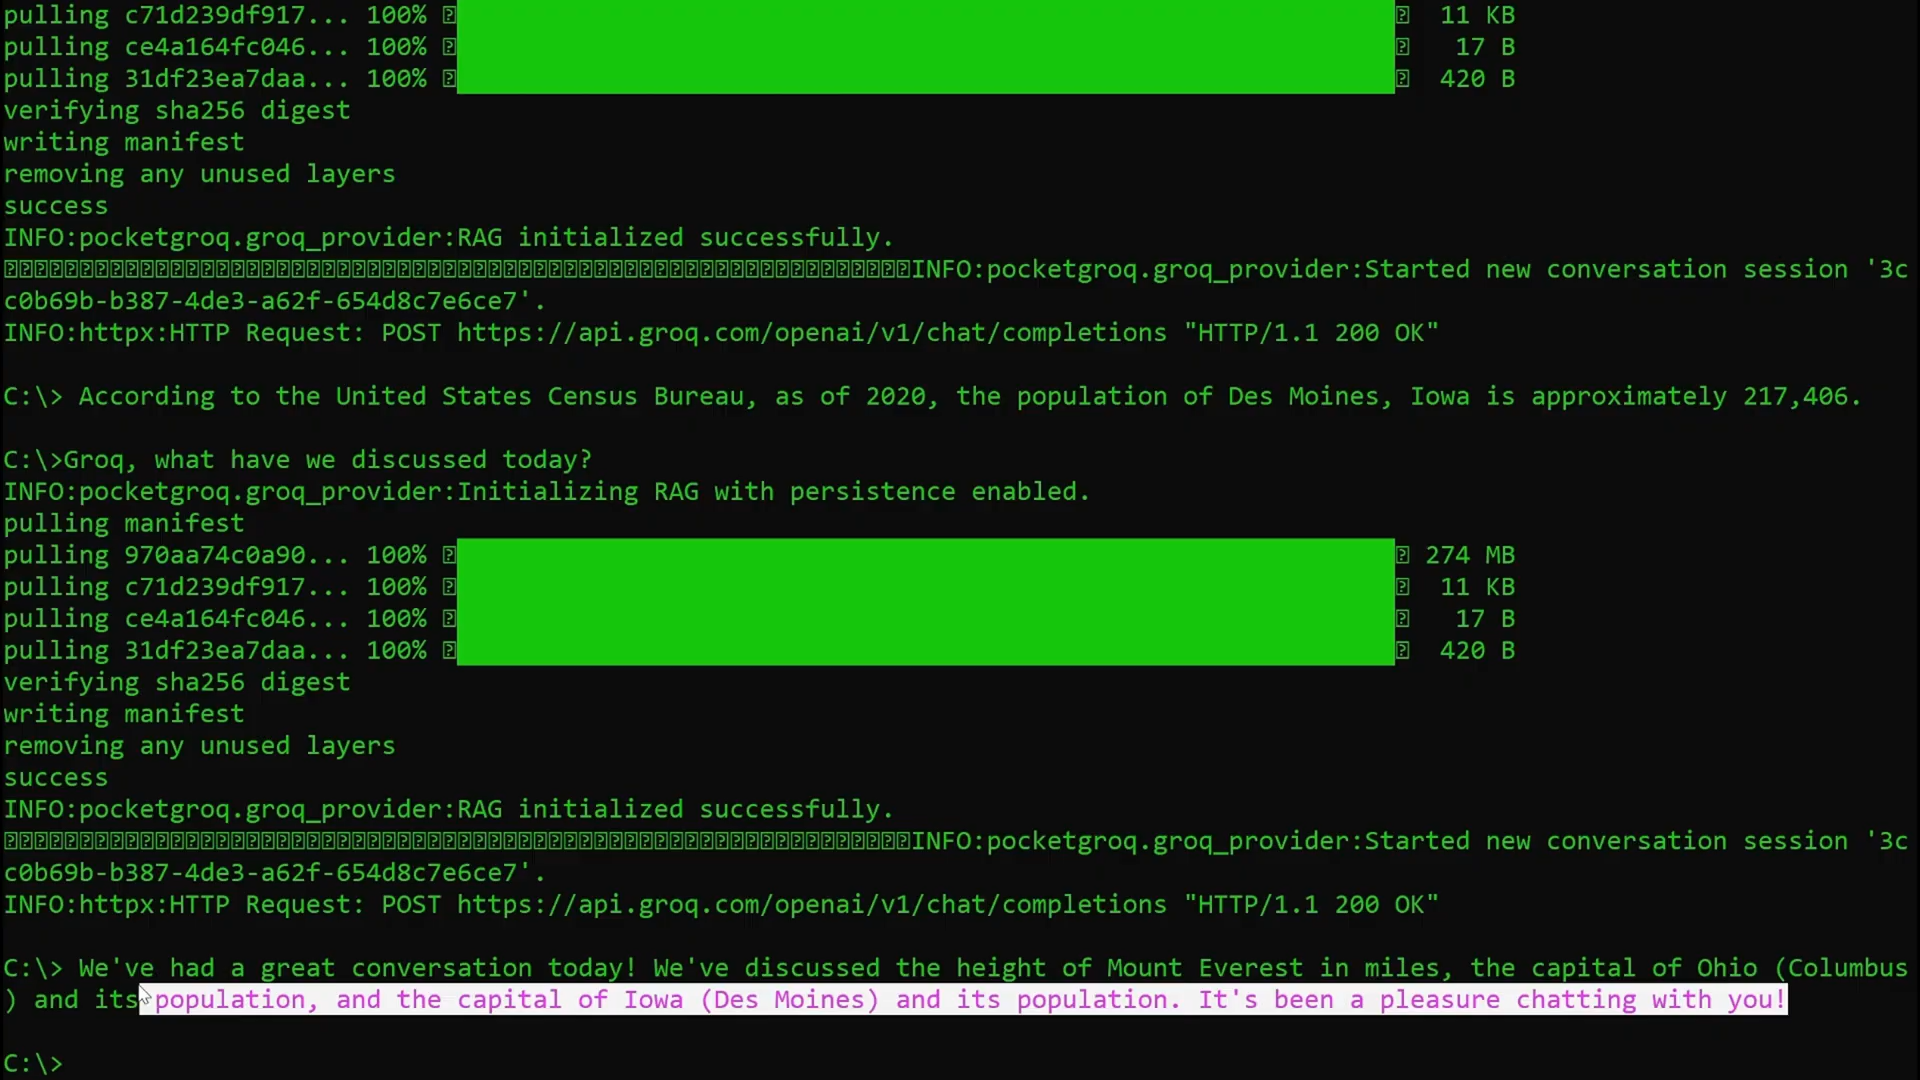 pulling c71d239df917... 100% 11 KB
pulling ce4a164fc046... 100% 17 B
pulling 31df23ea7daa... 100% 420 B
verifying sha256 digest
writing manifest
removing any unused layers
success
INFO:pocketgroq.groq_provider:RAG initialized successfully.
INFO:pocketgroq.groq_provider:Started new conversation session '3c
c0b69b-b387-4de3-a62f-654d8c7e6ce7'.
INFO:httpx:HTTP Request: POST https://api.groq.com/openai/v1/chat/completions "HTTP/1.1 200 OK"
C:\> According to the United States Census Bureau, as of 2020, the population of Des Moines, Iowa is approximately 217,406.
C:\>Groq, what have we discussed today?
INFO:pocketgroq.groq_provider:Initializing RAG with persistence enabled.
pulling manifest
pulling 970aa74c0a90... 100% 274 MB
pulling c71d239df917... 100% 11 KB
pulling ce4a164fc046... 100% 17 B
pulling 31df23ea7daa... 100% 420 B
verifying sha256 digest
writing manifest
removing any unused layers
success
INFO:pocketgroq.groq_provider:RAG initialized successfully.
INFO:pocketgroq.groq_provider:Started new conversation session '3c
c0b69b-b387-4de3-a62f-654d8c7e6ce7'.
INFO:httpx:HTTP Request: POST https://api.groq.com/openai/v1/chat/completions "HTTP/1.1 200 OK"
C:\> We've had a great conversation today! We've discussed the height of Mount Everest in miles, the capital of Ohio (Columbus
) and its population, and the capital of Iowa (Des Moines) and its population. It's been a pleasure chatting with you!
C:\>